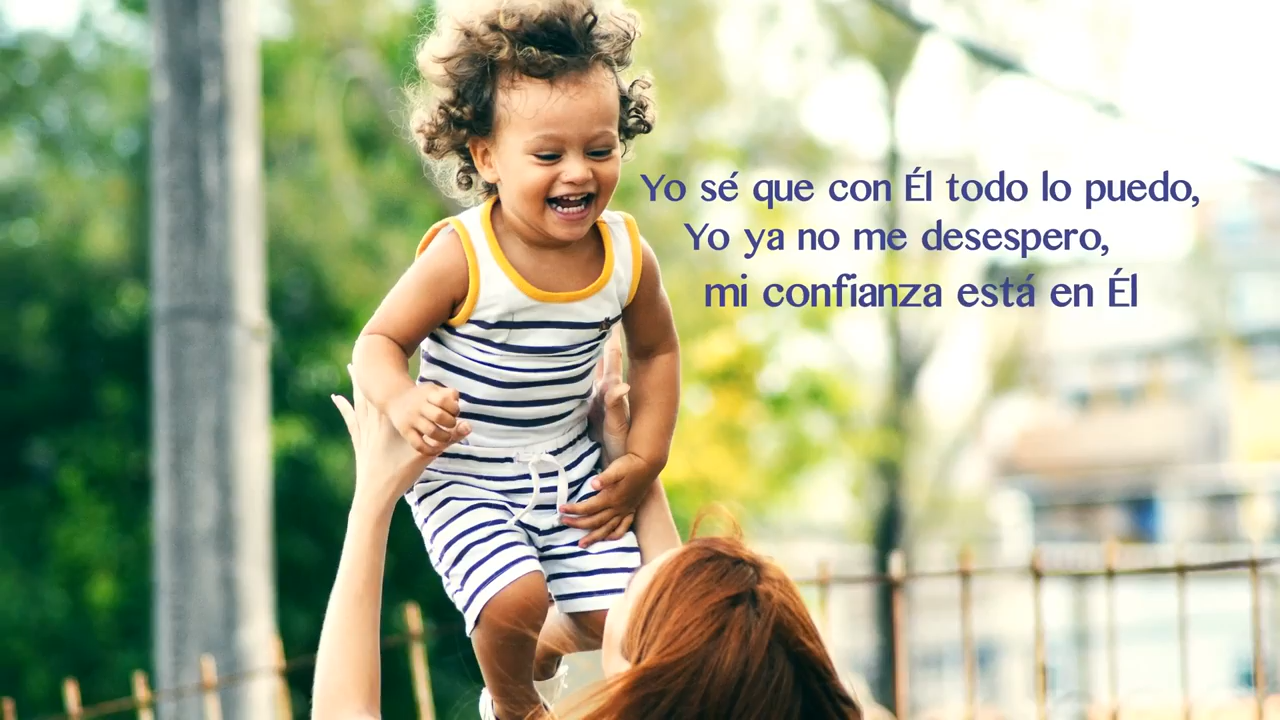 Yo sé que con Él todo lo puedo,
Yo ya no me desespero,
mi confianza está en Él